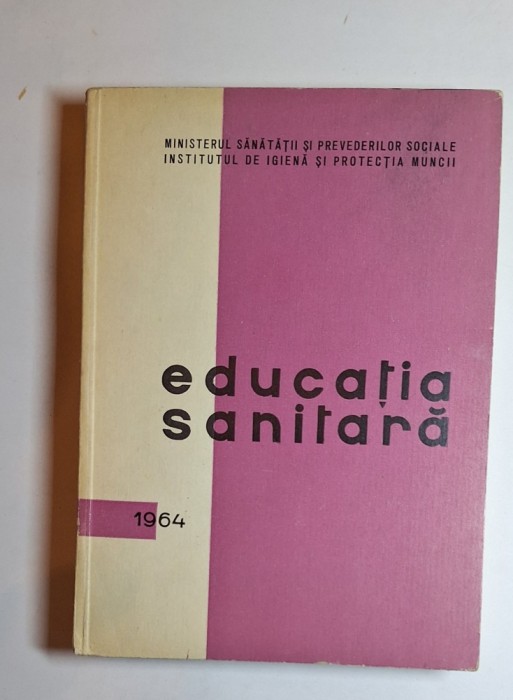 MINISTERUL SĂNĂTĂȚII ȘI PREVEDERILOR SOCIALE
INSTITUTUL DE IGIENĂ ȘI PROTECȚIA MUNCII
educația
sanitară
1964